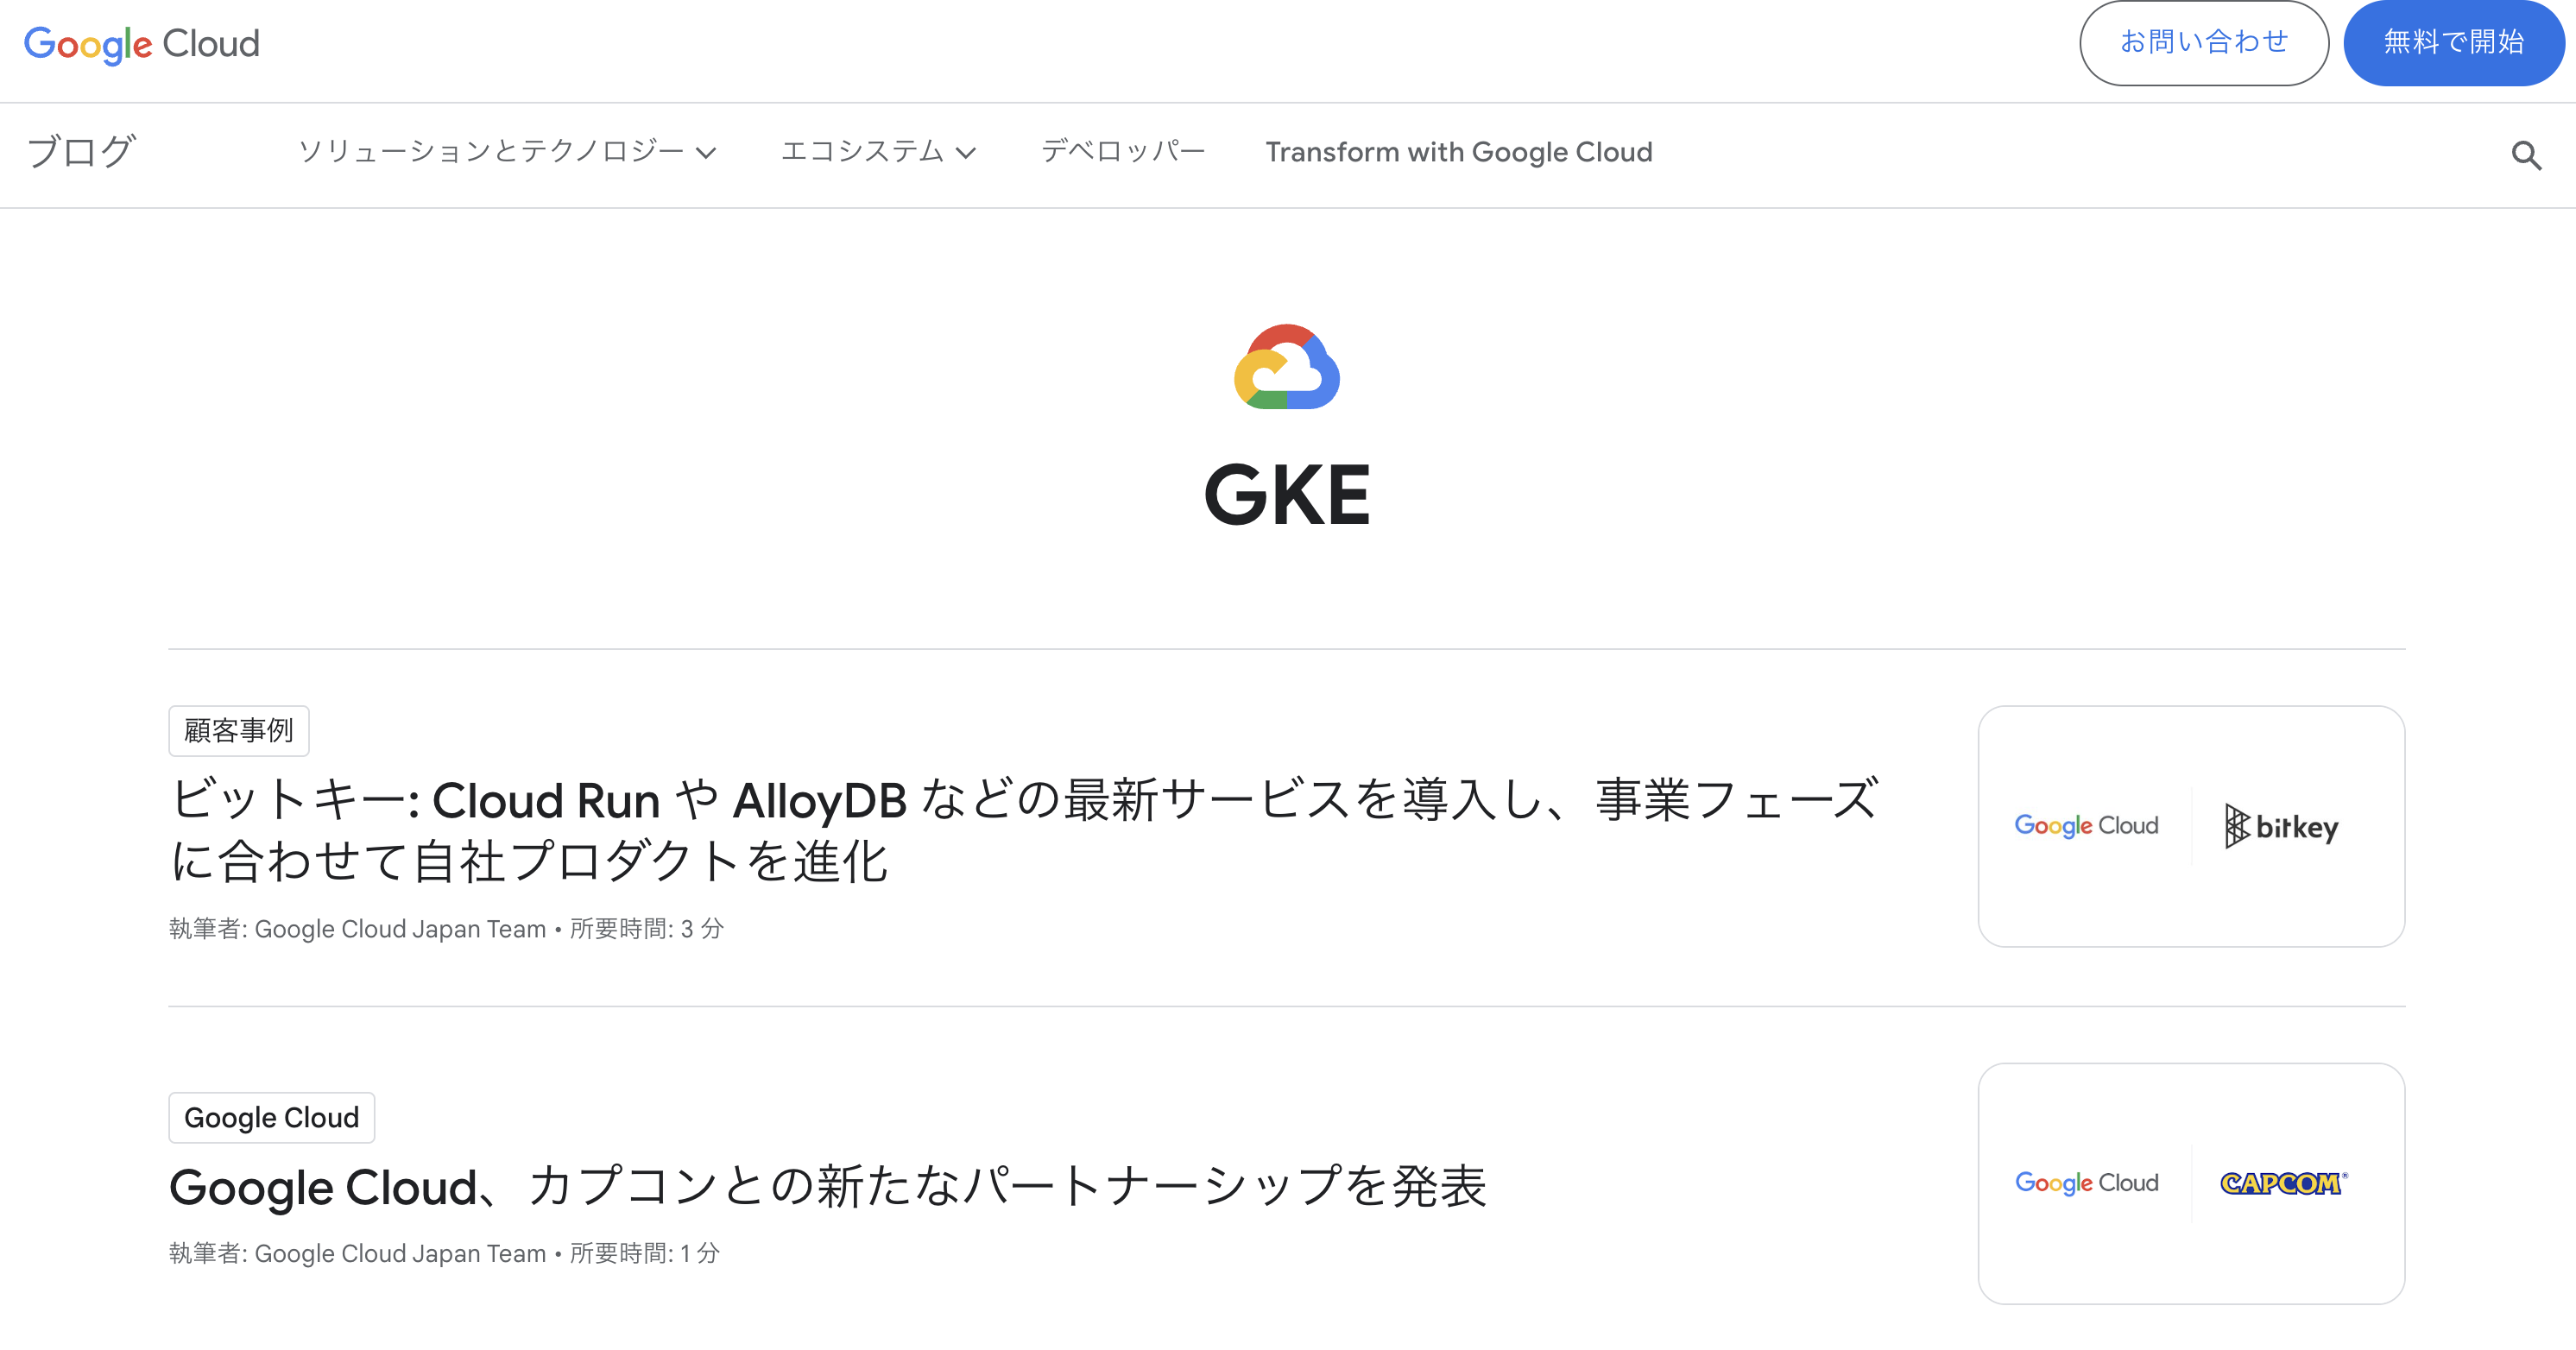 Google Cloud
お問い合わせ
無料で開始
ブログ
ソリューションとテクノロジー
エコシステム
デベロッパー
Transform with Google Cloud
GKE
顧客事例
ビットキー: Cloud Run や AlloyDB などの最新サービスを導入し、事業フェーズ
に合わせて自社プロダクトを進化
執筆者: Google Cloud Japan Team • 所要時間: 3 分
Google Cloud
bitkey
Google Cloud
Google Cloud、カプコンとの新たなパートナーシップを発表
執筆者: Google Cloud Japan Team • 所要時間: 1 分
Google Cloud
CAPCOM®